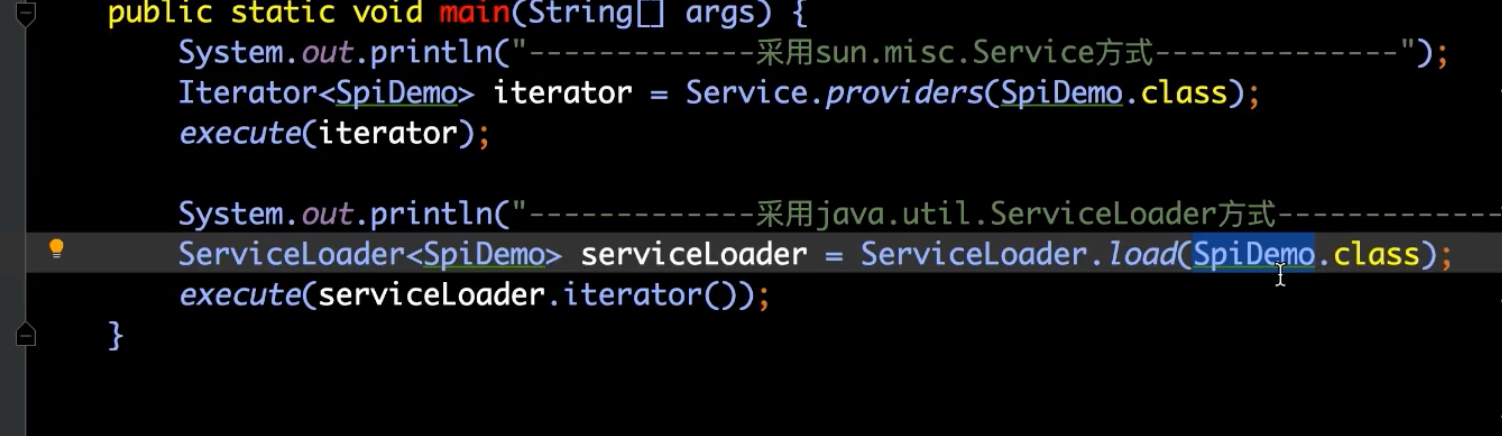 public static void main(String[] args) {
System.out.println("-------------采用sun.misc.Service方式--------------");
Iterator<SpiDemo> iterator = Service.providers(SpiDemo.class);
execute(iterator);
System.out.println("-------------采用java.util.ServiceLoader方式-------------
ServiceLoader<SpiDemo> serviceLoader = ServiceLoader.load(SpiDemo.class);
execute(serviceLoader.iterator());
}